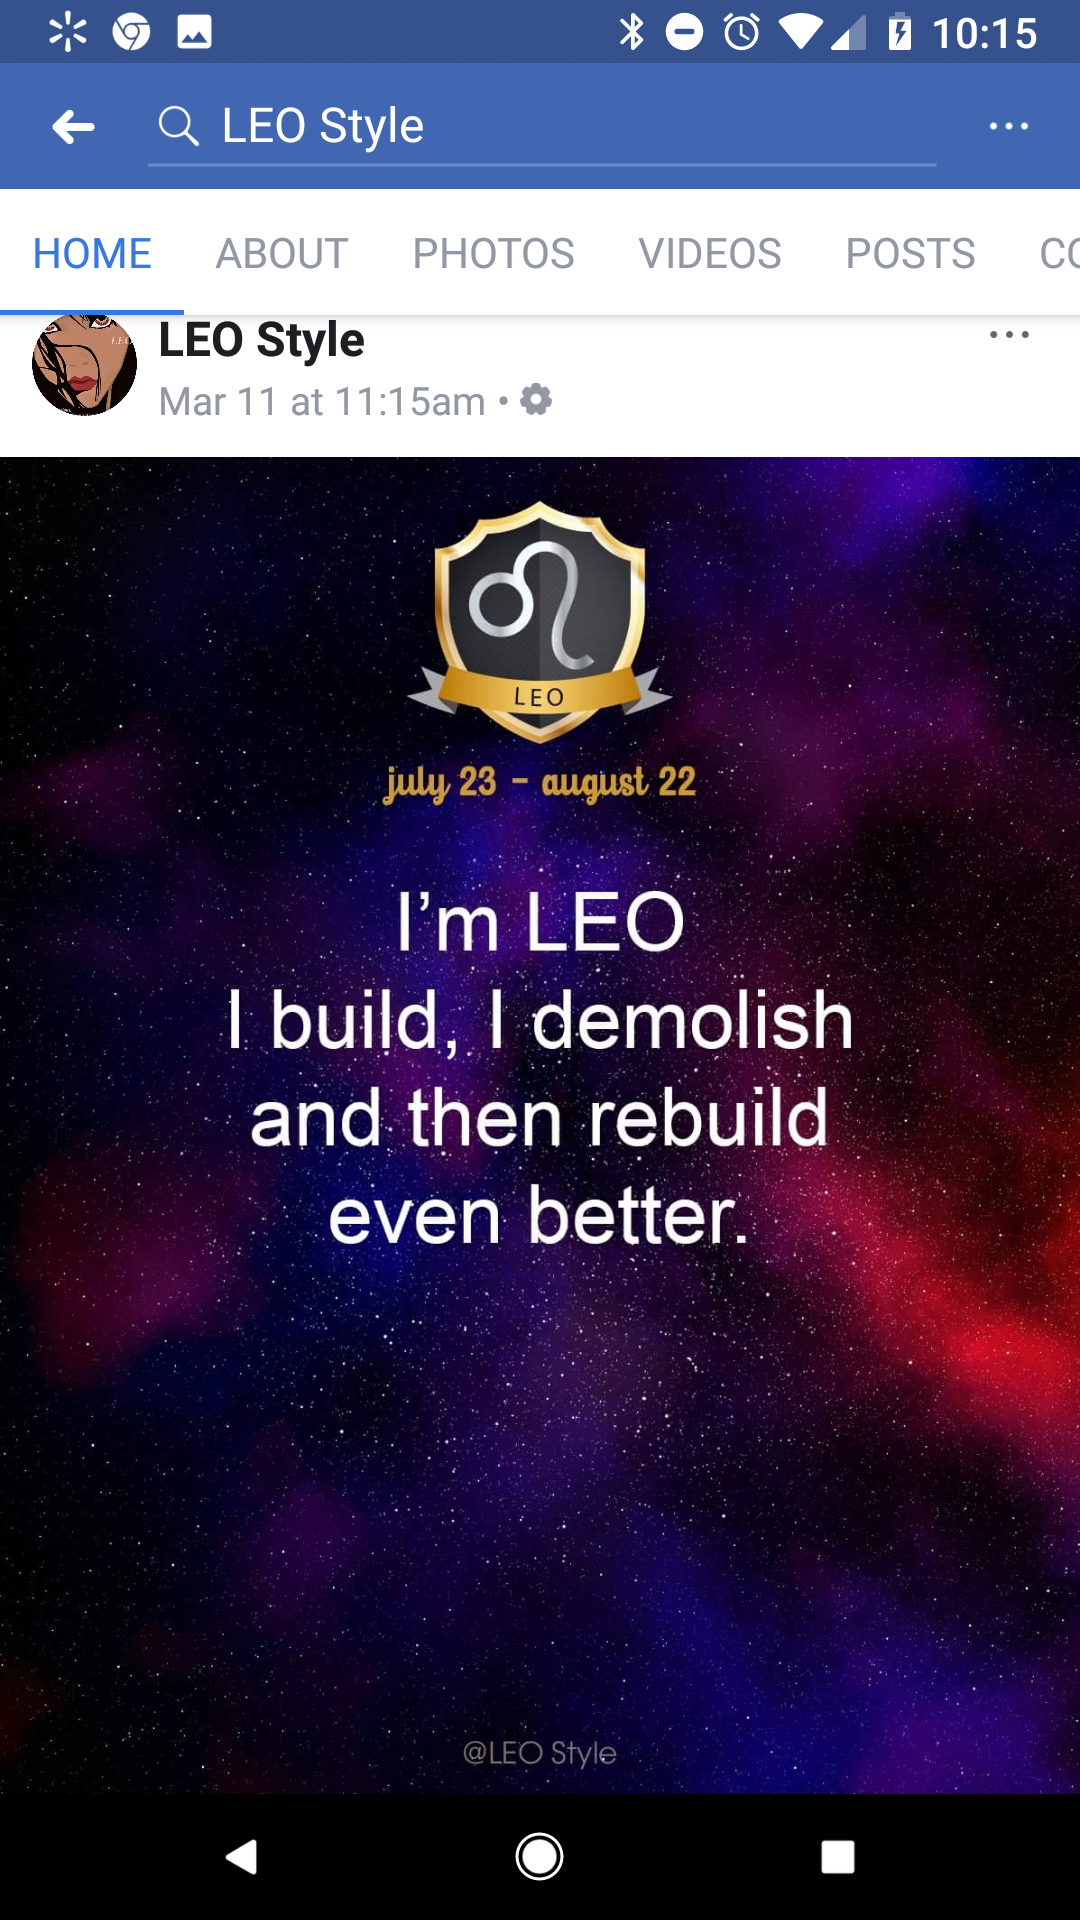 10:15
LEO Style
HOME ABOUT PHOTOS VIDEOS POSTS CO
LEO Style
Mar 11 at 11:15am •
LEO
july 23 – august 22
I'm LEO
I build, I demolish
and then rebuild
even better.
@LEO Style